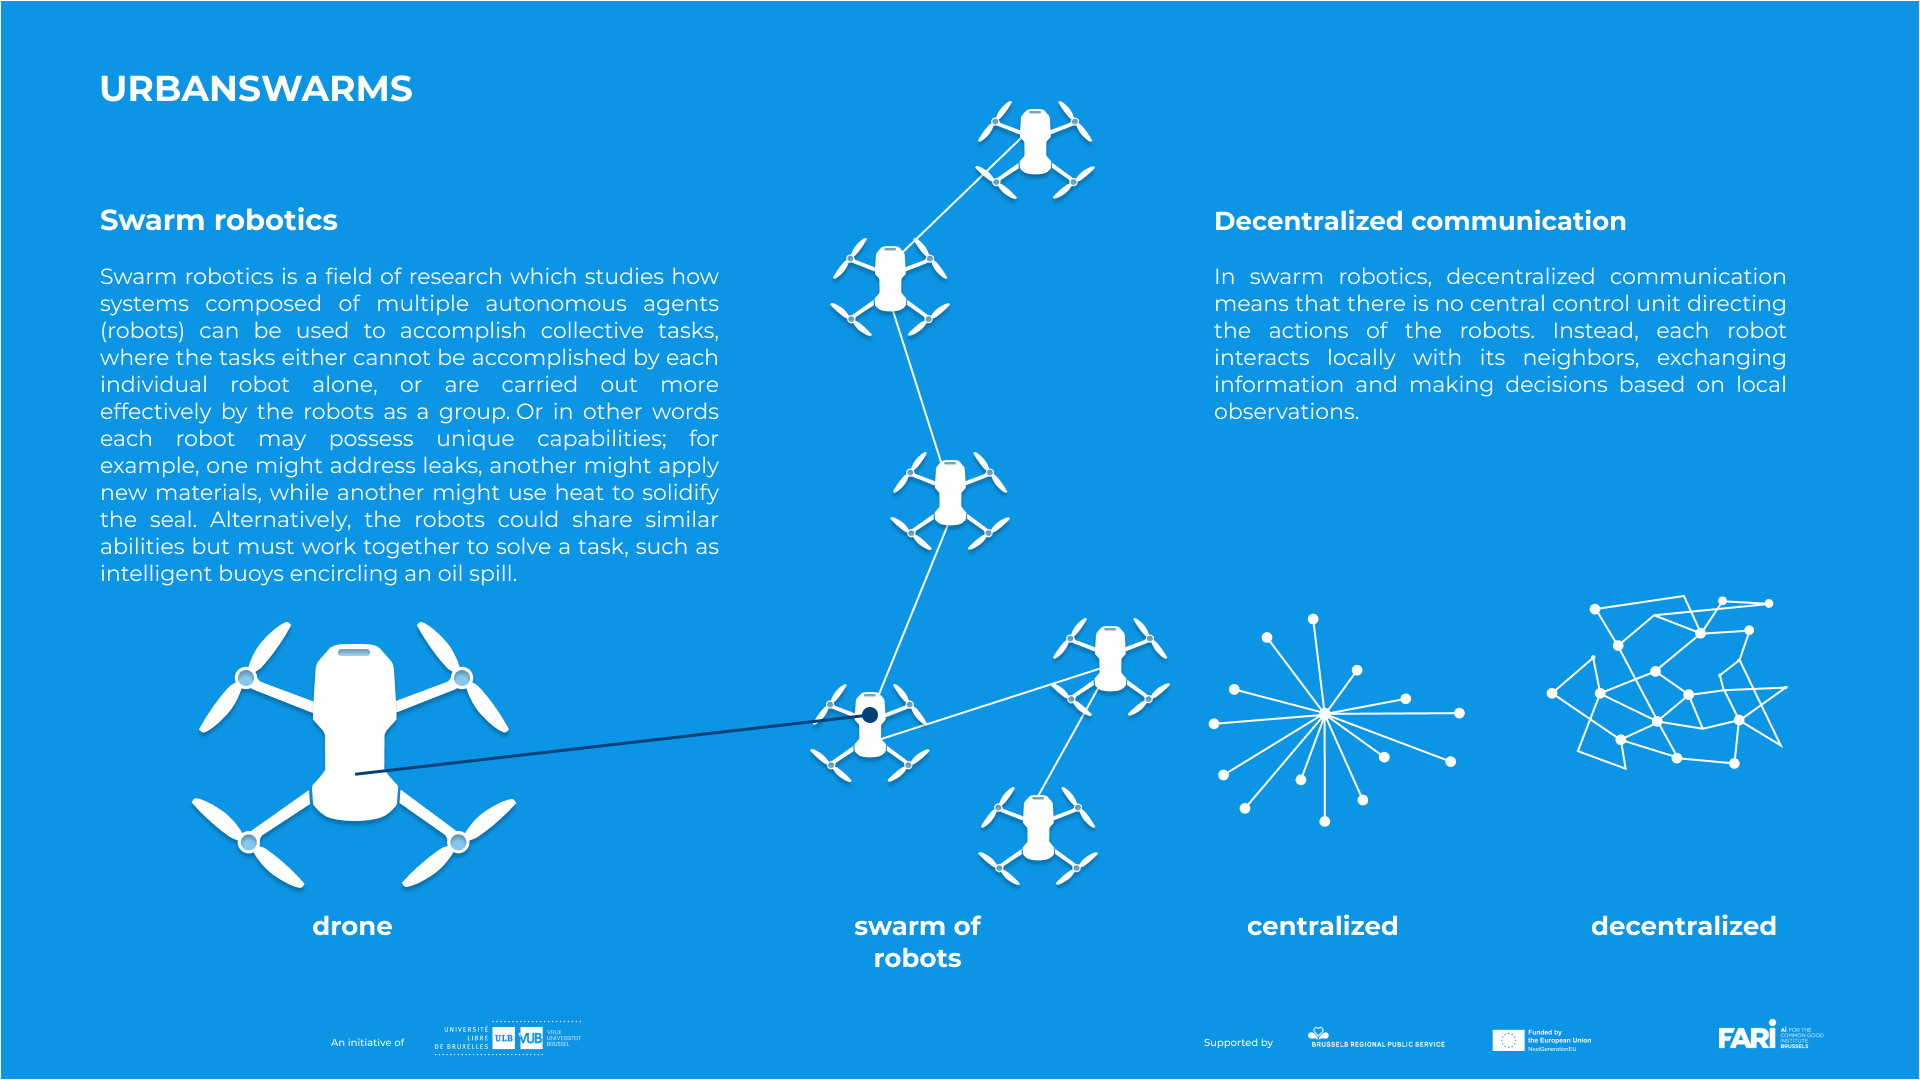 URBANSWARMS
Swarm robotics
Swarm robotics is a field of research which studies how
systems composed of multiple autonomous agents
(robots) can be used to accomplish collective tasks,
where the tasks either cannot be accomplished by each
individual robot alone, or are carried out more
effectively by the robots as a group. Or in other words
each robot may possess unique capabilities; for
example, one might address leaks, another might apply
new materials, while another might use heat to solidify
the seal. Alternatively, the robots could share similar
abilities but must work together to solve a task, such as
intelligent buoys encircling an oil spill.
Decentralized communication
In swarm robotics, decentralized communication
means that there is no central control unit directing
the actions of the robots. Instead, each robot
interacts locally with its neighbors, exchanging
information and making decisions based on local
observations.
drone
swarm of
robots
centralized
decentralized
An initiative of
UNIVERSITÉ
LIBRE
DE BRUXELLES
ULB
VUB
VRIJE
UNIVERSITEIT
BRUSSEL
Supported by
BRUSSELS REGIONAL PUBLIC SERVICE
Funded by
the European Union
NextGenerationEU
FARI
AI FOR THE
COMMON GOOD
INSTITUTE
BRUSSELS